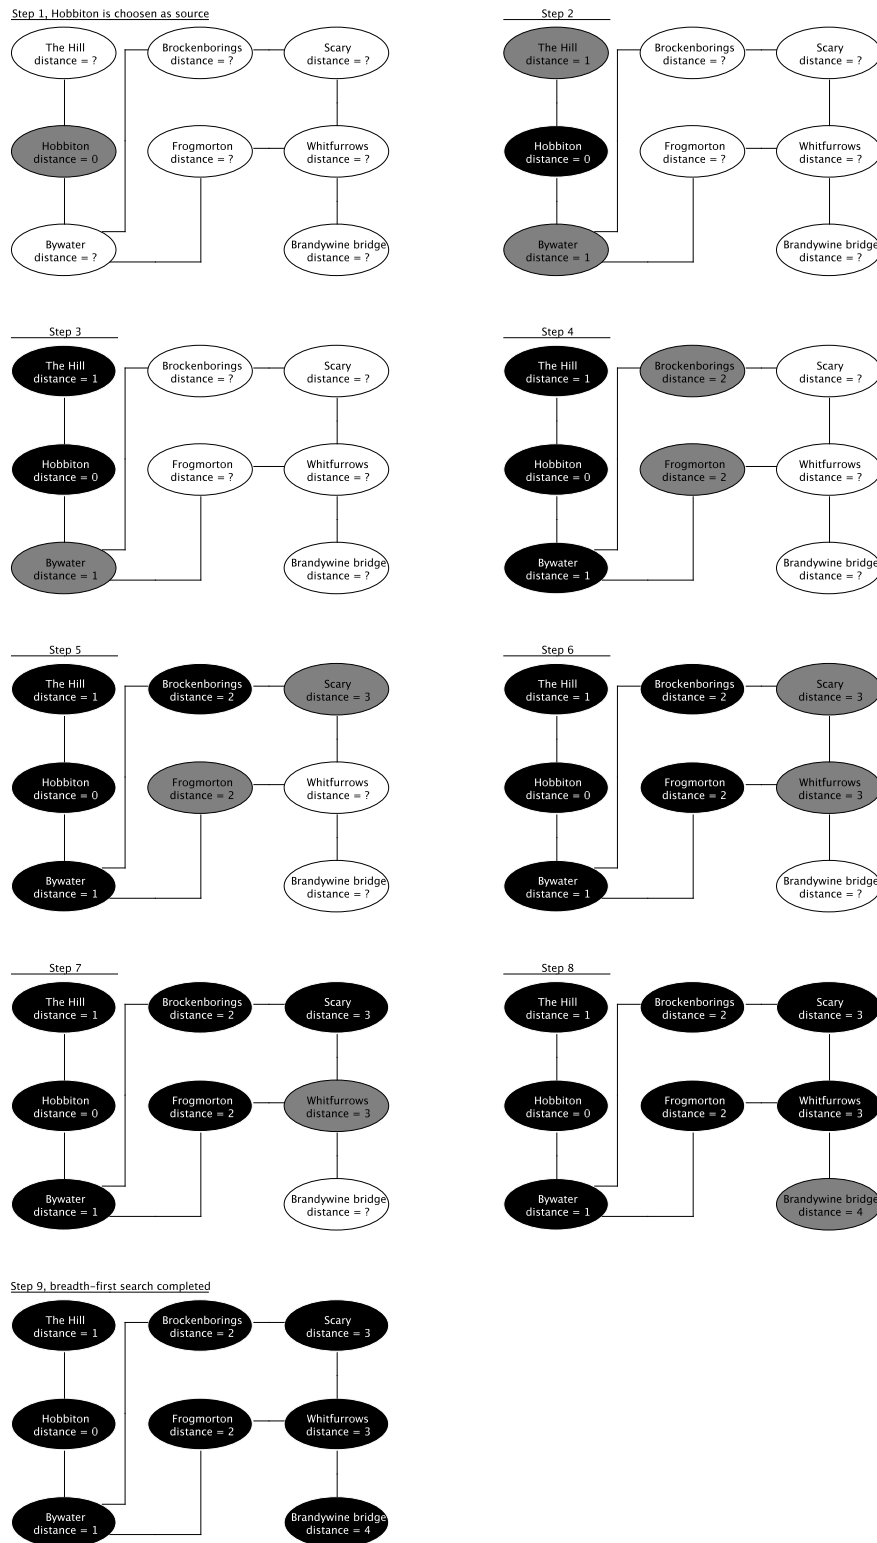 Step 1, Hobbiton is choosen as source
The Hill
distance = ?
Brockenborings
distance = ?
Scary
distance = ?
Hobbiton
distance = 0
Frogmorton
distance = ?
Whitfurrows
distance = ?
Bywater
distance = ?
Brandywine bridge
distance = ?
Step 2
The Hill
distance = 1
Brockenborings
distance = ?
Scary
distance = ?
Hobbiton
distance = 0
Frogmorton
distance = ?
Whitfurrows
distance = ?
Bywater
distance = 1
Brandywine bridge
distance = ?
Step 3
The Hill
distance = 1
Brockenborings
distance = ?
Scary
distance = ?
Hobbiton
distance = 0
Frogmorton
distance = ?
Whitfurrows
distance = ?
Bywater
distance = 1
Brandywine bridge
distance = ?
Step 4
The Hill
distance = 1
Brockenborings
distance = 2
Scary
distance = ?
Hobbiton
distance = 0
Frogmorton
distance = 2
Whitfurrows
distance = ?
Bywater
distance = 1
Brandywine bridge
distance = ?
Step 5
The Hill
distance = 1
Brockenborings
distance = 2
Scary
distance = 3
Hobbiton
distance = 0
Frogmorton
distance = 2
Whitfurrows
distance = ?
Bywater
distance = 1
Brandywine bridge
distance = ?
Step 6
The Hill
distance = 1
Brockenborings
distance = 2
Scary
distance = 3
Hobbiton
distance = 0
Frogmorton
distance = 2
Whitfurrows
distance = 3
Bywater
distance = 1
Brandywine bridge
distance = ?
Step 7
The Hill
distance = 1
Brockenborings
distance = 2
Scary
distance = 3
Hobbiton
distance = 0
Frogmorton
distance = 2
Whitfurrows
distance = 3
Bywater
distance = 1
Brandywine bridge
distance = ?
Step 8
The Hill
distance = 1
Brockenborings
distance = 2
Scary
distance = 3
Hobbiton
distance = 0
Frogmorton
distance = 2
Whitfurrows
distance = 3
Bywater
distance = 1
Brandywine bridge
distance = 4
Step 9, breadth-first search completed
The Hill
distance = 1
Brockenborings
distance = 2
Scary
distance = 3
Hobbiton
distance = 0
Frogmorton
distance = 2
Whitfurrows
distance = 3
Bywater
distance = 1
Brandywine bridge
distance = 4